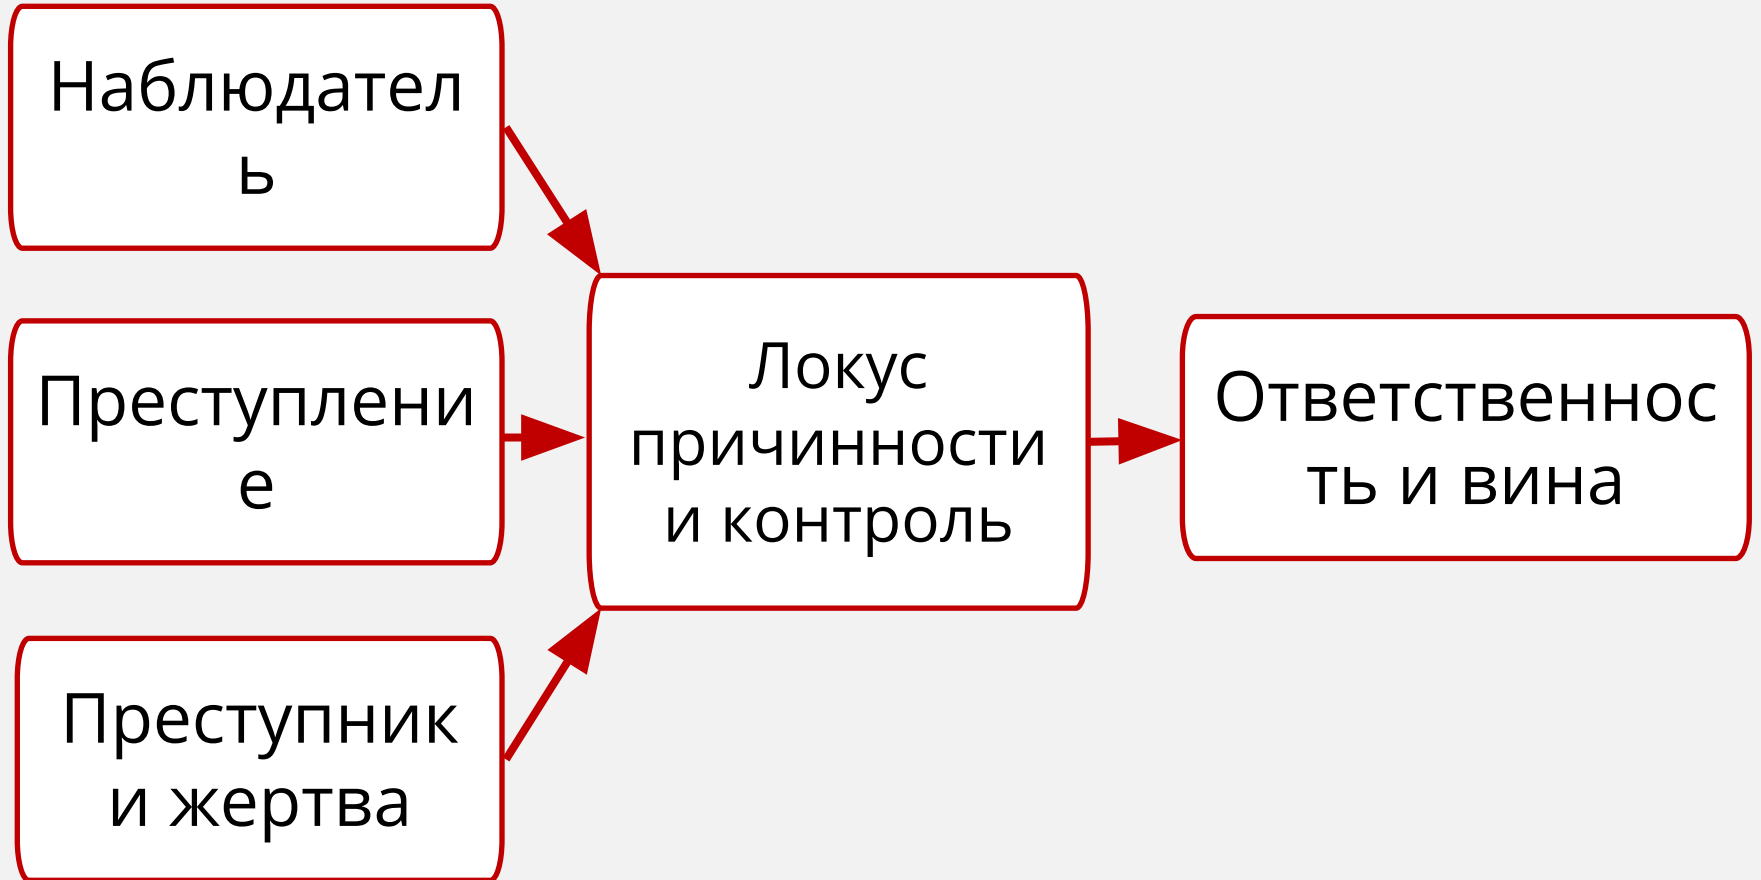 Наблюдател
ь
Преступлени
е
Преступник
и жертва
Локус
причинности
и контроль
Ответственнос
ть и вина